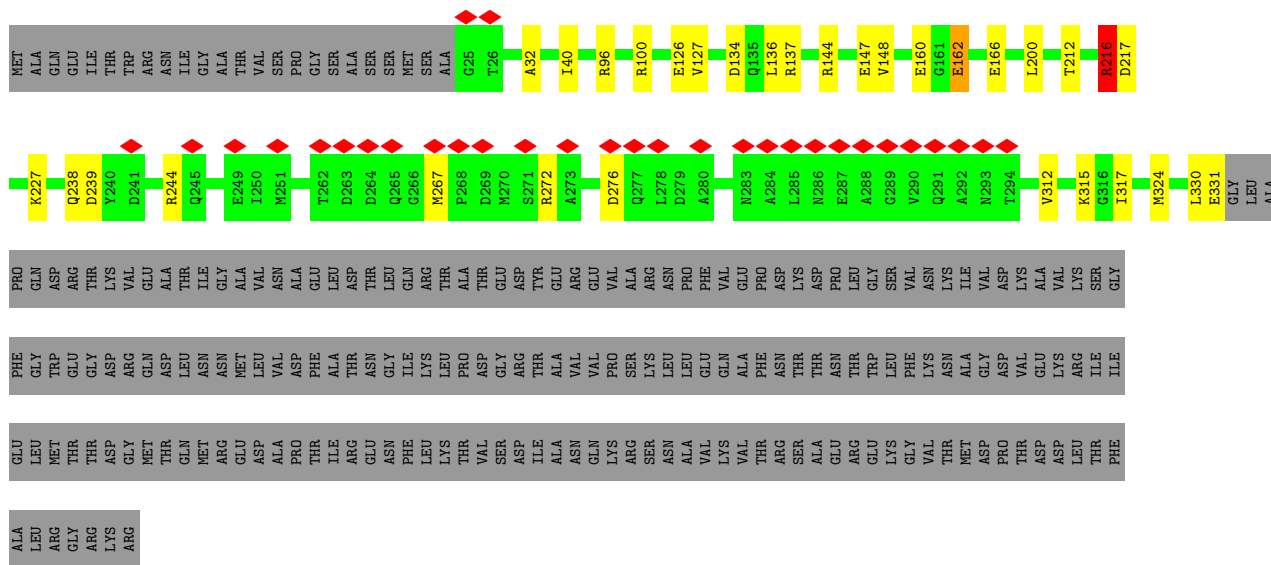 MET ALA GLN GLU ILE THR TRP ARG ASN ILE GLY ALA THR VAL SER PRO GLY SER ALA SER SER MET SER ALA G25 T26 A32 I40 R96 R100 E126 V127 D134 Q135 L136 R137 R144 E147 V148 E160 G161 E162 E166 L200 T212 R216 D217
K227 Q238 D239 Y240 D241 R244 Q245 E249 I250 M251 T262 D263 D264 Q265 G266 M267 P268 D269 M270 S271 R272 A273 D276 Q277 L278 D279 A280 N283 A284 L285 N286 E287 A288 G289 V290 Q291 A292 N293 T294 V312 K315 G316 I317 M324 L330 E331 GLY LEU ALA
PRO GLN ASP ARG THR LYS VAL GLU ALA THR ILE GLY ALA VAL ASN ALA GLU LEU ASP THR LEU GLN ARG THR ALA THR GLU ASP TYR GLU ARG GLU VAL ALA ARG ASN PRO PHE VAL GLU PRO ASP LYS ASP PRO LEU GLY SER VAL ASN LYS ILE VAL ASP LYS ALA VAL LYS SER GLY
PHE GLY TRP GLU GLY ASP ARG GLN ASP LEU ASN ASN MET LEU VAL ASP PHE ALA THR ASN GLY ILE LYS LEU PRO ASP GLY ARG THR ALA VAL VAL PRO SER LYS LEU LEU GLU GLN ALA PHE ASN THR THR ASN THR TRP LEU PHE LYS ASN ALA GLY ASP VAL GLU LYS ARG ILE ILE
GLU LEU MET THR THR ASP GLY MET THR GLN MET ARG GLU ASP ALA PRO THR ILE ARG GLU ASN PHE LEU LYS THR VAL SER ASP ILE ALA ASN GLN LYS ARG SER ASN ALA VAL LYS VAL THR ARG SER ALA GLU ARG GLU LYS GLY VAL THR MET ASP PRO THR ASP ASP LEU THR PHE
ALA LEU ARG GLY ARG LYS ARG